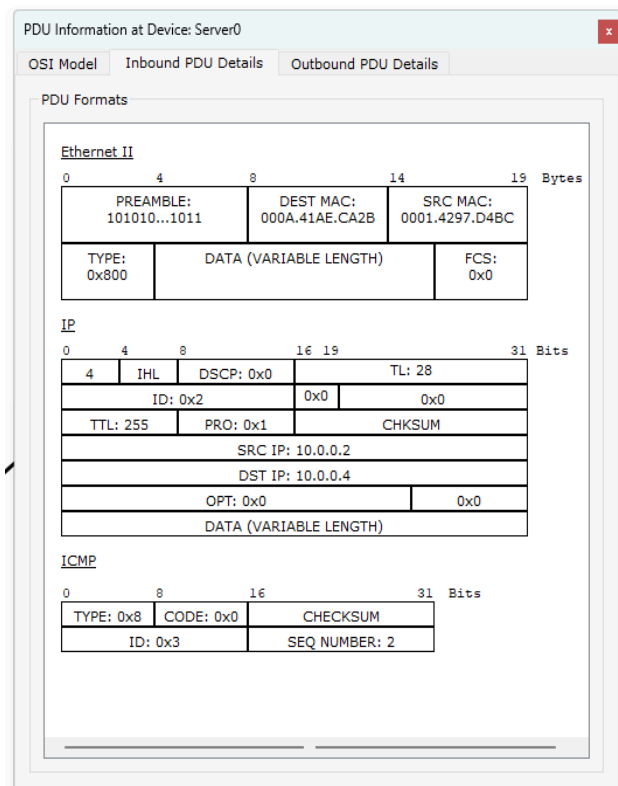 PDU Information at Device: Server0 x
OSI Model Inbound PDU Details Outbound PDU Details
PDU Formats
Ethernet II
0 4 8 14 19 Bytes
PREAMBLE: DEST MAC: SRC MAC:
101010...1011 000A.41AE.CA2B 0001.4297.D4BC
TYPE: DATA (VARIABLE LENGTH) FCS:
0x800 0x0
IP
0 4 8 16 19 31 Bits
4 IHL DSCP: 0x0 TL: 28
ID: 0x2 0x0 0x0
TTL: 255 PRO: 0x1 CHKSUM
SRC IP: 10.0.0.2
DST IP: 10.0.0.4
OPT: 0x0 0x0
DATA (VARIABLE LENGTH)
ICMP
0 8 16 31 Bits
TYPE: 0x8 CODE: 0x0 CHECKSUM
ID: 0x3 SEQ NUMBER: 2